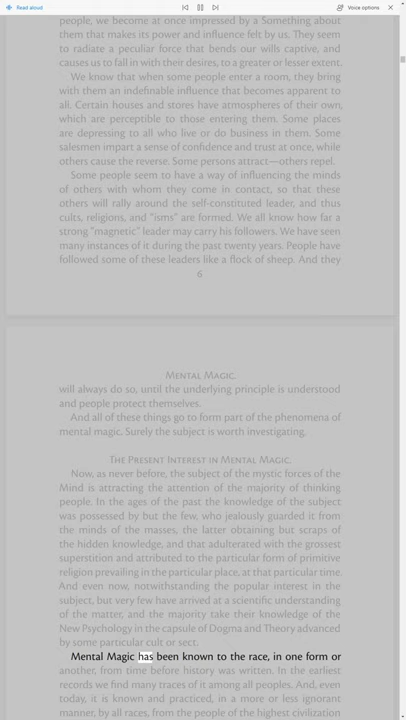 Read aloud
Voice options
people, we become at once impressed by a Something about
them that makes its power and influence felt by us. They seem
to radiate a peculiar force that bends our wills captive, and
causes us to fall in with their desires, to a greater or lesser extent.
We know that when some people enter a room, they bring
with them an indefinable influence that becomes apparent to
all. Certain houses and stores have atmospheres of their own,
which are perceptible to those entering them. Some places
are depressing to all who live or do business in them. Some
salesmen impart a sense of confidence and trust at once, while
others cause the reverse. Some persons attract—others repel.
Some people seem to have a way of influencing the minds
of others with whom they come in contact, so that these
others will rally around the self-constituted leader, and thus
cults, religions, and "isms" are formed. We all know how far a
strong "magnetic" leader may carry his followers. We have seen
many instances of it during the past twenty years. People have
followed some of these leaders like a flock of sheep. And they
6
Mental Magic.
will always do so, until the underlying principle is understood
and people protect themselves.
And all of these things go to form part of the phenomena of
mental magic. Surely the subject is worth investigating.
The Present Interest in Mental Magic.
Now, as never before, the subject of the mystic forces of the
Mind is attracting the attention of the majority of thinking
people. In the ages of the past the knowledge of the subject
was possessed by but the few, who jealously guarded it from
the minds of the masses, the latter obtaining but scraps of
the hidden knowledge, and that adulterated with the grossest
superstition and attributed to the particular form of primitive
religion prevailing in the particular place, at that particular time.
And even now, notwithstanding the popular interest in the
subject, but very few have arrived at a scientific understanding
of the matter, and the majority take their knowledge of the
New Psychology in the capsule of Dogma and Theory advanced
by some particular cult or sect.
Mental Magic has been known to the race, in one form or
another, from time before history was written. In the earliest
records we find many traces of it among all peoples. And, even
today, it is known and practiced, in a more or less ignorant
manner, by all races, from the people of the highest civilization